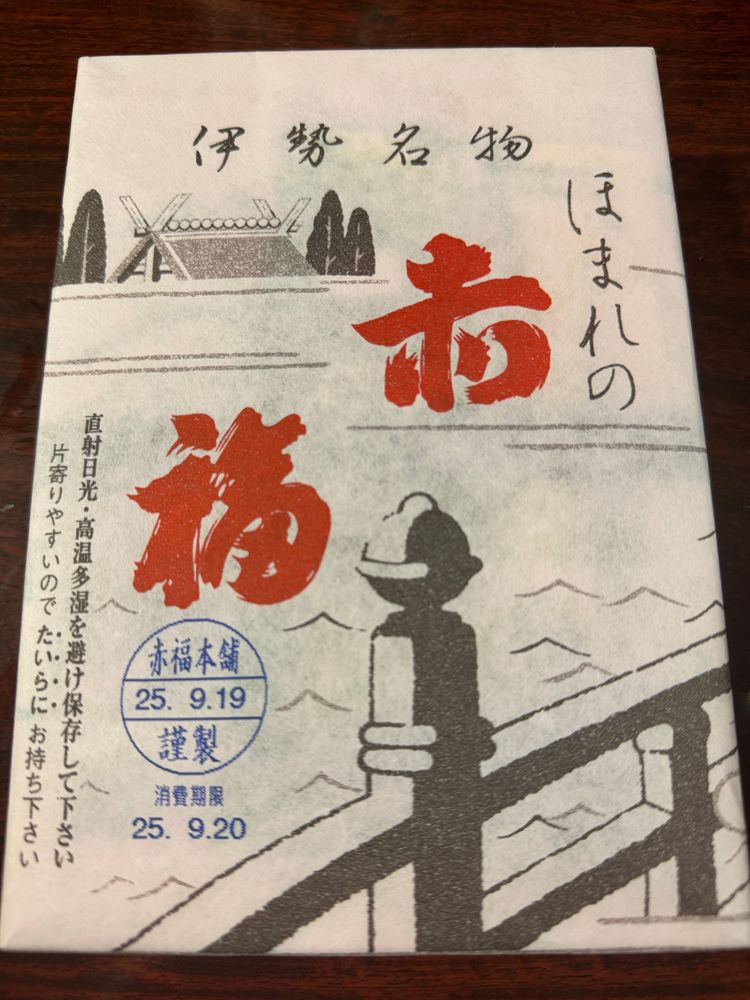 伊勢名物
ほまれの
赤
福
直射日光・高温多湿を避け保存して下さい
片寄りやすいのでたいらにお持ち下さい
赤福本舗
25. 9.19
謹製
消費期限
25. 9.20